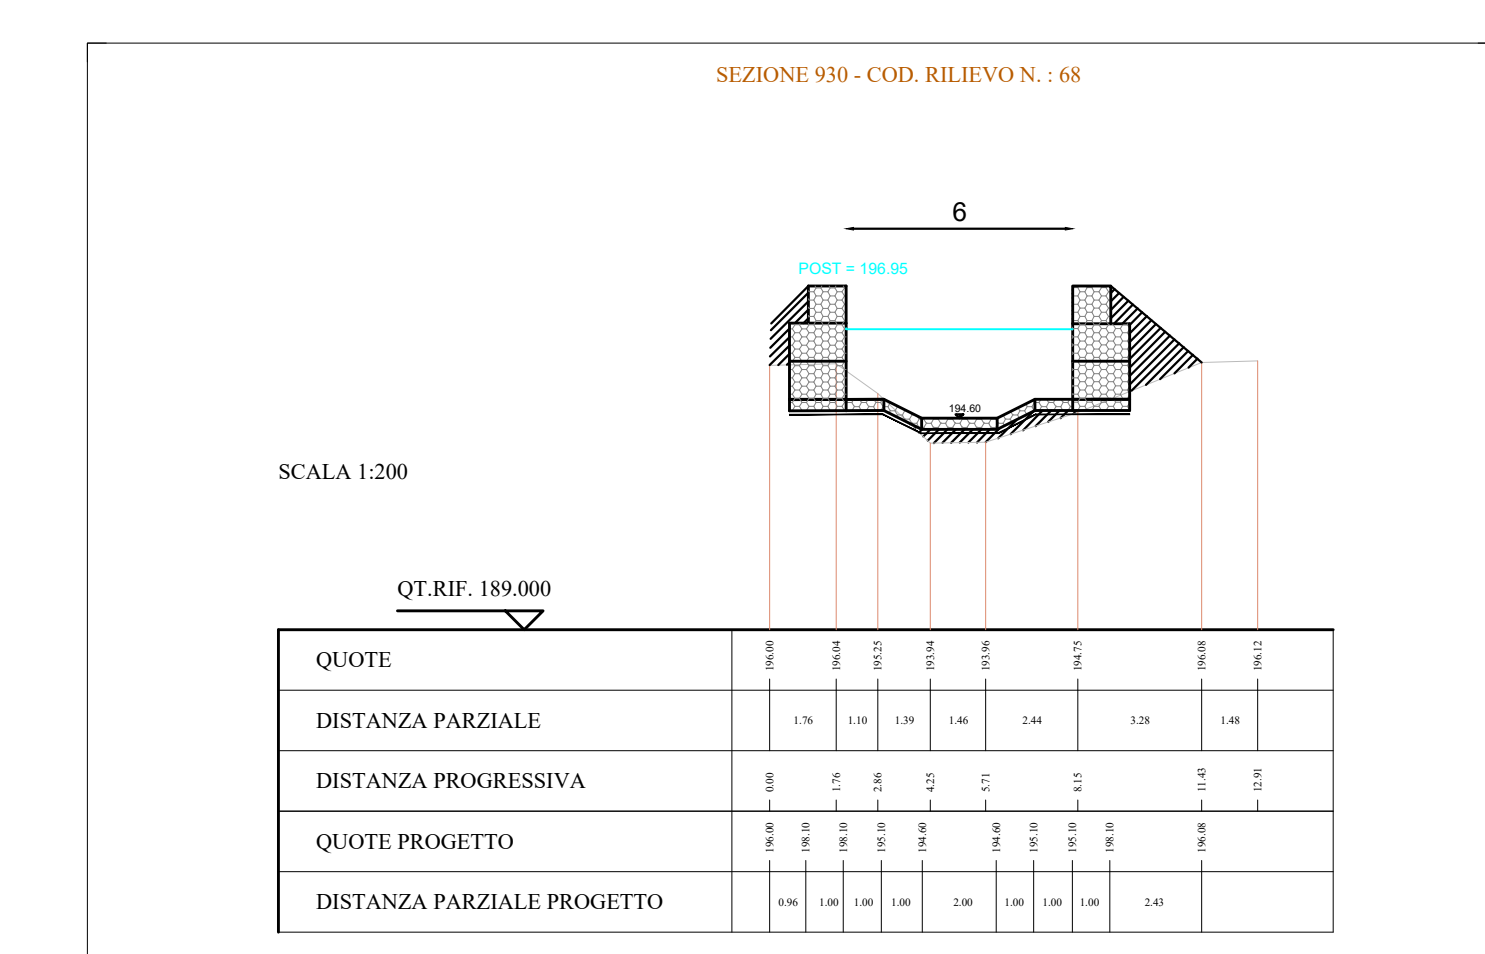 SEZIONE 930 - COD. RILIEVO N. : 68
6
POST = 196.95
194.60
SCALA 1:200
QT.RIF. 189.000
QUOTE 196.00 196.04 195.25 193.94 193.96 194.75 196.08 196.12
DISTANZA PARZIALE 1.76 1.10 1.39 1.46 2.44 3.28 1.48
DISTANZA PROGRESSIVA 0.00 1.76 2.86 4.25 5.71 8.15 11.43 12.91
QUOTE PROGETTO 196.00 198.10 198.10 195.10 194.60 194.60 195.10 195.10 198.10 196.08
DISTANZA PARZIALE PROGETTO 0.96 1.00 1.00 1.00 2.00 1.00 1.00 1.00 2.43